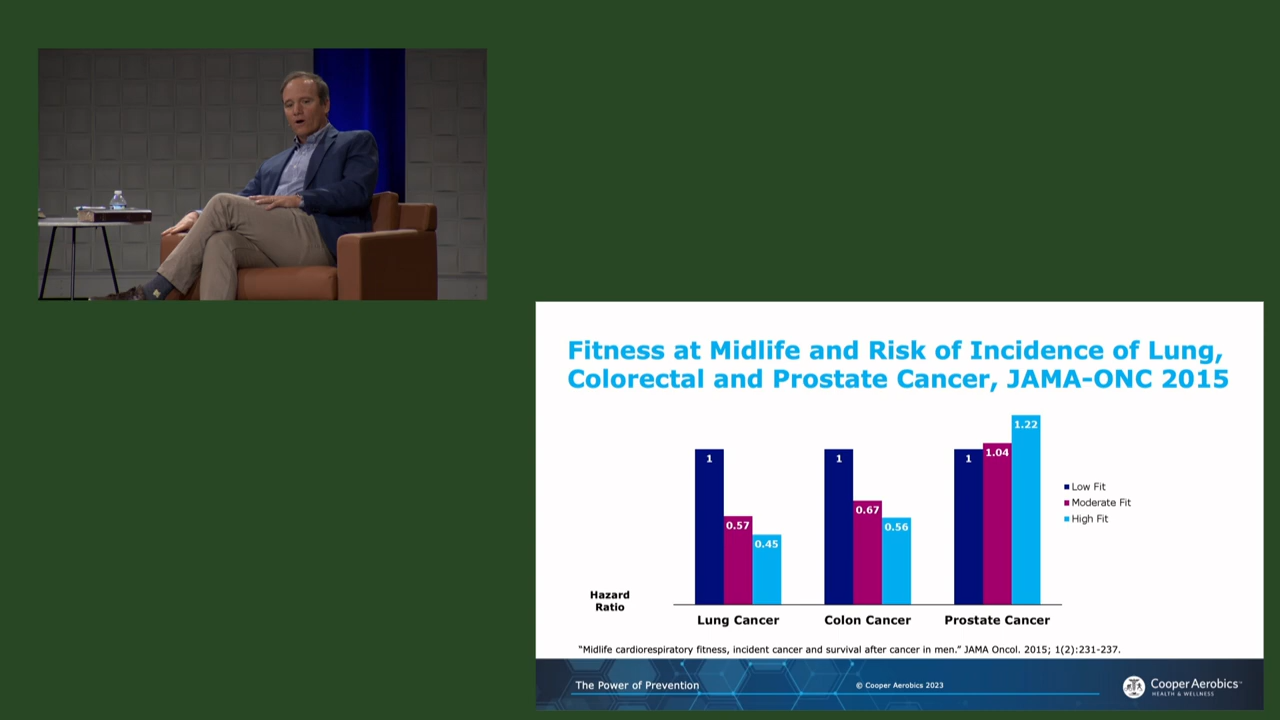 Fitness at Midlife and Risk of Incidence of Lung,
Colorectal and Prostate Cancer, JAMA-ONC 2015
1
0.57
0.45
1
0.67
0.56
1
1.04
1.22
Low Fit
Moderate Fit
High Fit
Hazard
Ratio
Lung Cancer
Colon Cancer
Prostate Cancer
“Midlife cardiorespiratory fitness, incident cancer and survival after cancer in men.” JAMA Oncol. 2015; 1(2):231-237.
The Power of Prevention
© Cooper Aerobics 2023
Cooper Aerobics™
HEALTH & WELLNESS